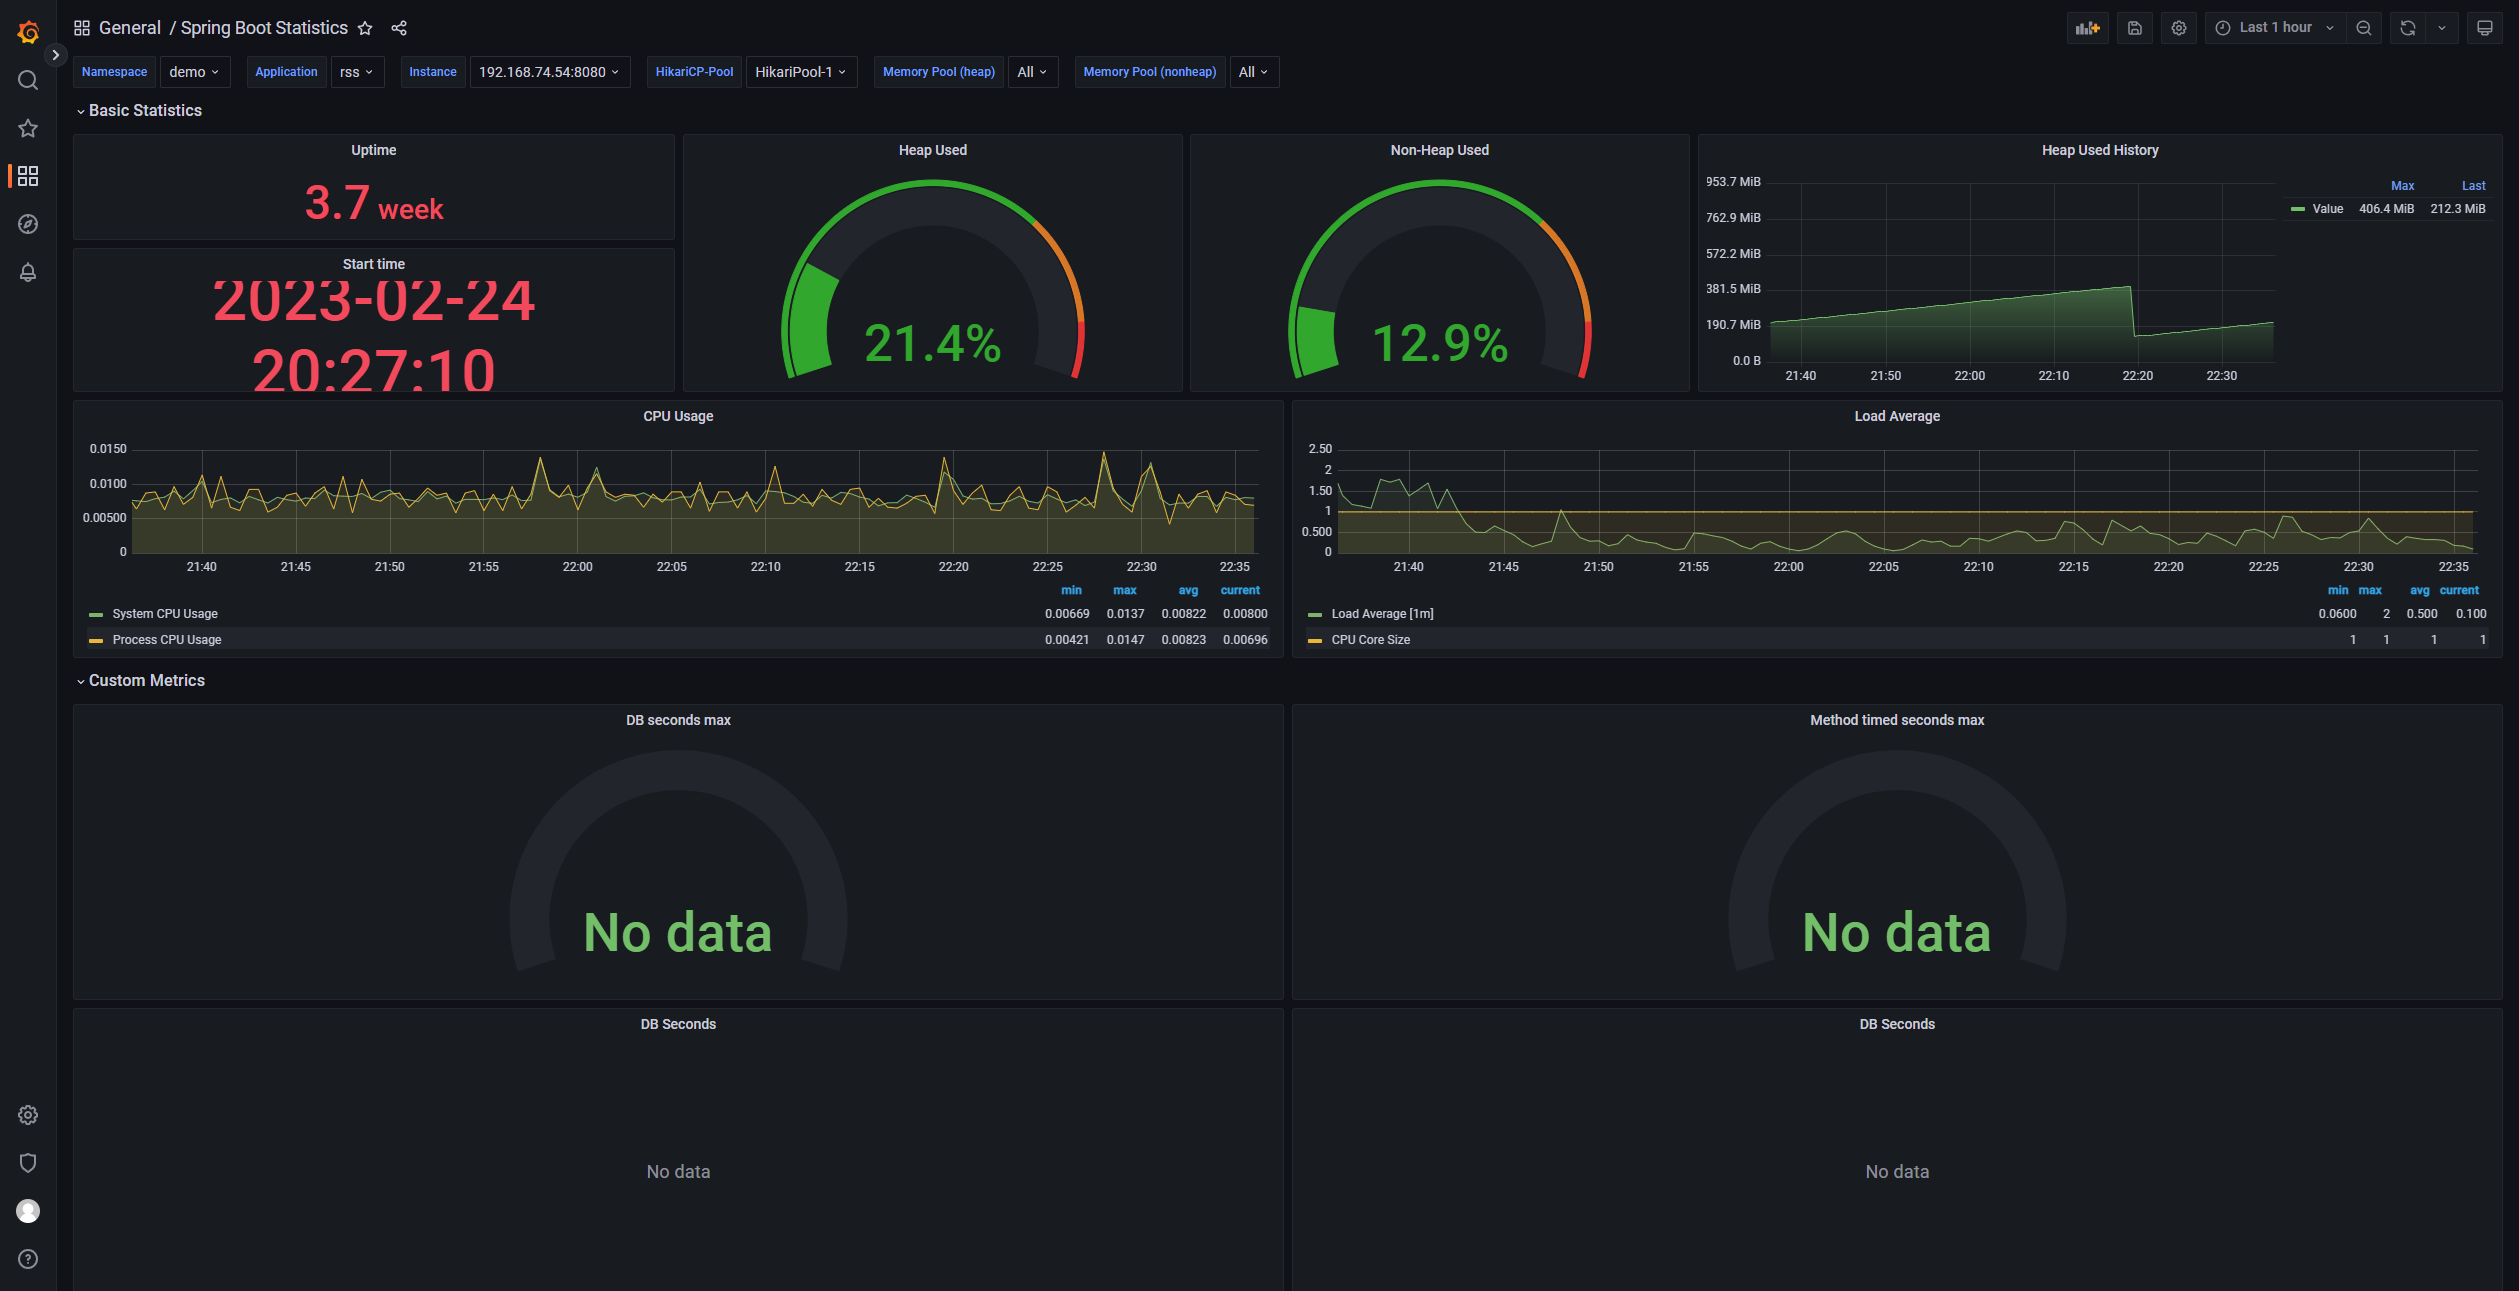 General / Spring Boot Statistics
Last 1 hour
Namespace demo Application rss Instance 192.168.74.54:8080 HikariCP-Pool HikariPool-1 Memory Pool (heap) All Memory Pool (nonheap) All
Basic Statistics
Uptime
3.7 week
Start time
2023-02-24
20:27:10
Heap Used
21.4%
Non-Heap Used
12.9%
Heap Used History
953.7 MiB
762.9 MiB
572.2 MiB
381.5 MiB
190.7 MiB
0.0 B
21:40 21:50 22:00 22:10 22:20 22:30
Max Last
Value 406.4 MiB 212.3 MiB
CPU Usage
0.0150
0.0100
0.00500
0
21:40 21:45 21:50 21:55 22:00 22:05 22:10 22:15 22:20 22:25 22:30 22:35
min max avg current
System CPU Usage 0.00669 0.0137 0.00822 0.00800
Process CPU Usage 0.00421 0.0147 0.00823 0.00696
Load Average
2.50
2
1.50
1
0.500
0
21:40 21:45 21:50 21:55 22:00 22:05 22:10 22:15 22:20 22:25 22:30 22:35
min max avg current
Load Average [1m] 0.0600 2 0.500 0.100
CPU Core Size 1 1 1 1
Custom Metrics
DB seconds max
No data
Method timed seconds max
No data
DB Seconds
No data
DB Seconds
No data